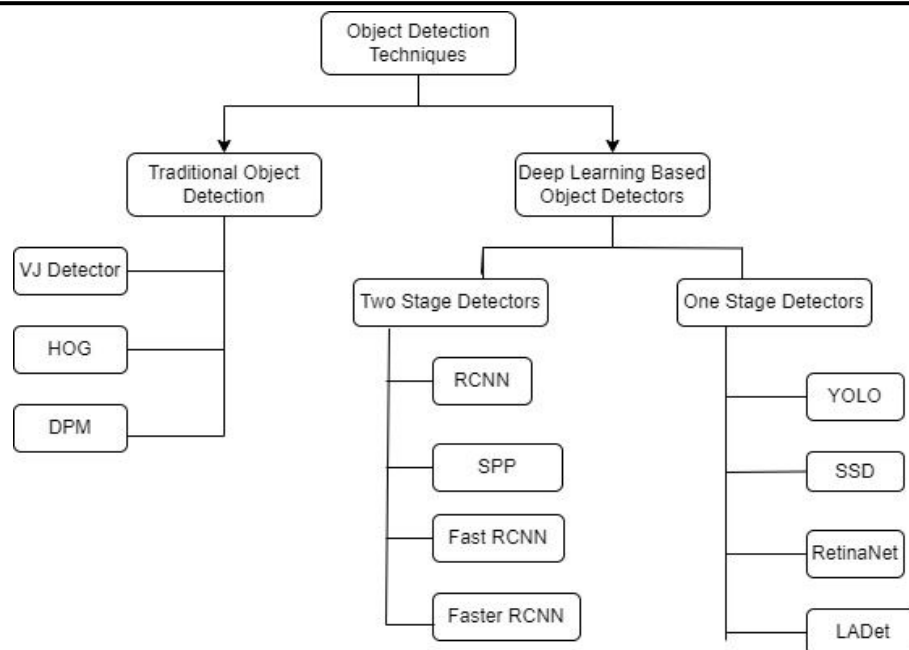 Object Detection
Techniques
Traditional Object
Detection
Deep Learning Based
Object Detectors
VJ Detector
HOG
DPM
Two Stage Detectors
One Stage Detectors
RCNN
SPP
Fast RCNN
Faster RCNN
YOLO
SSD
RetinaNet
LADet